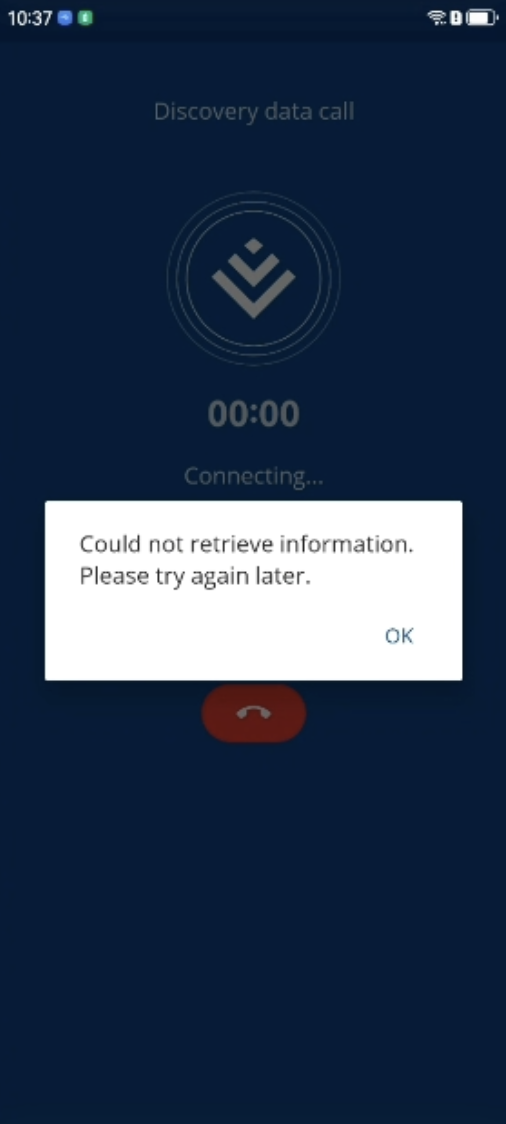 10:37
Discovery data call
00:00
Connecting...
Could not retrieve information.
Please try again later.
OK